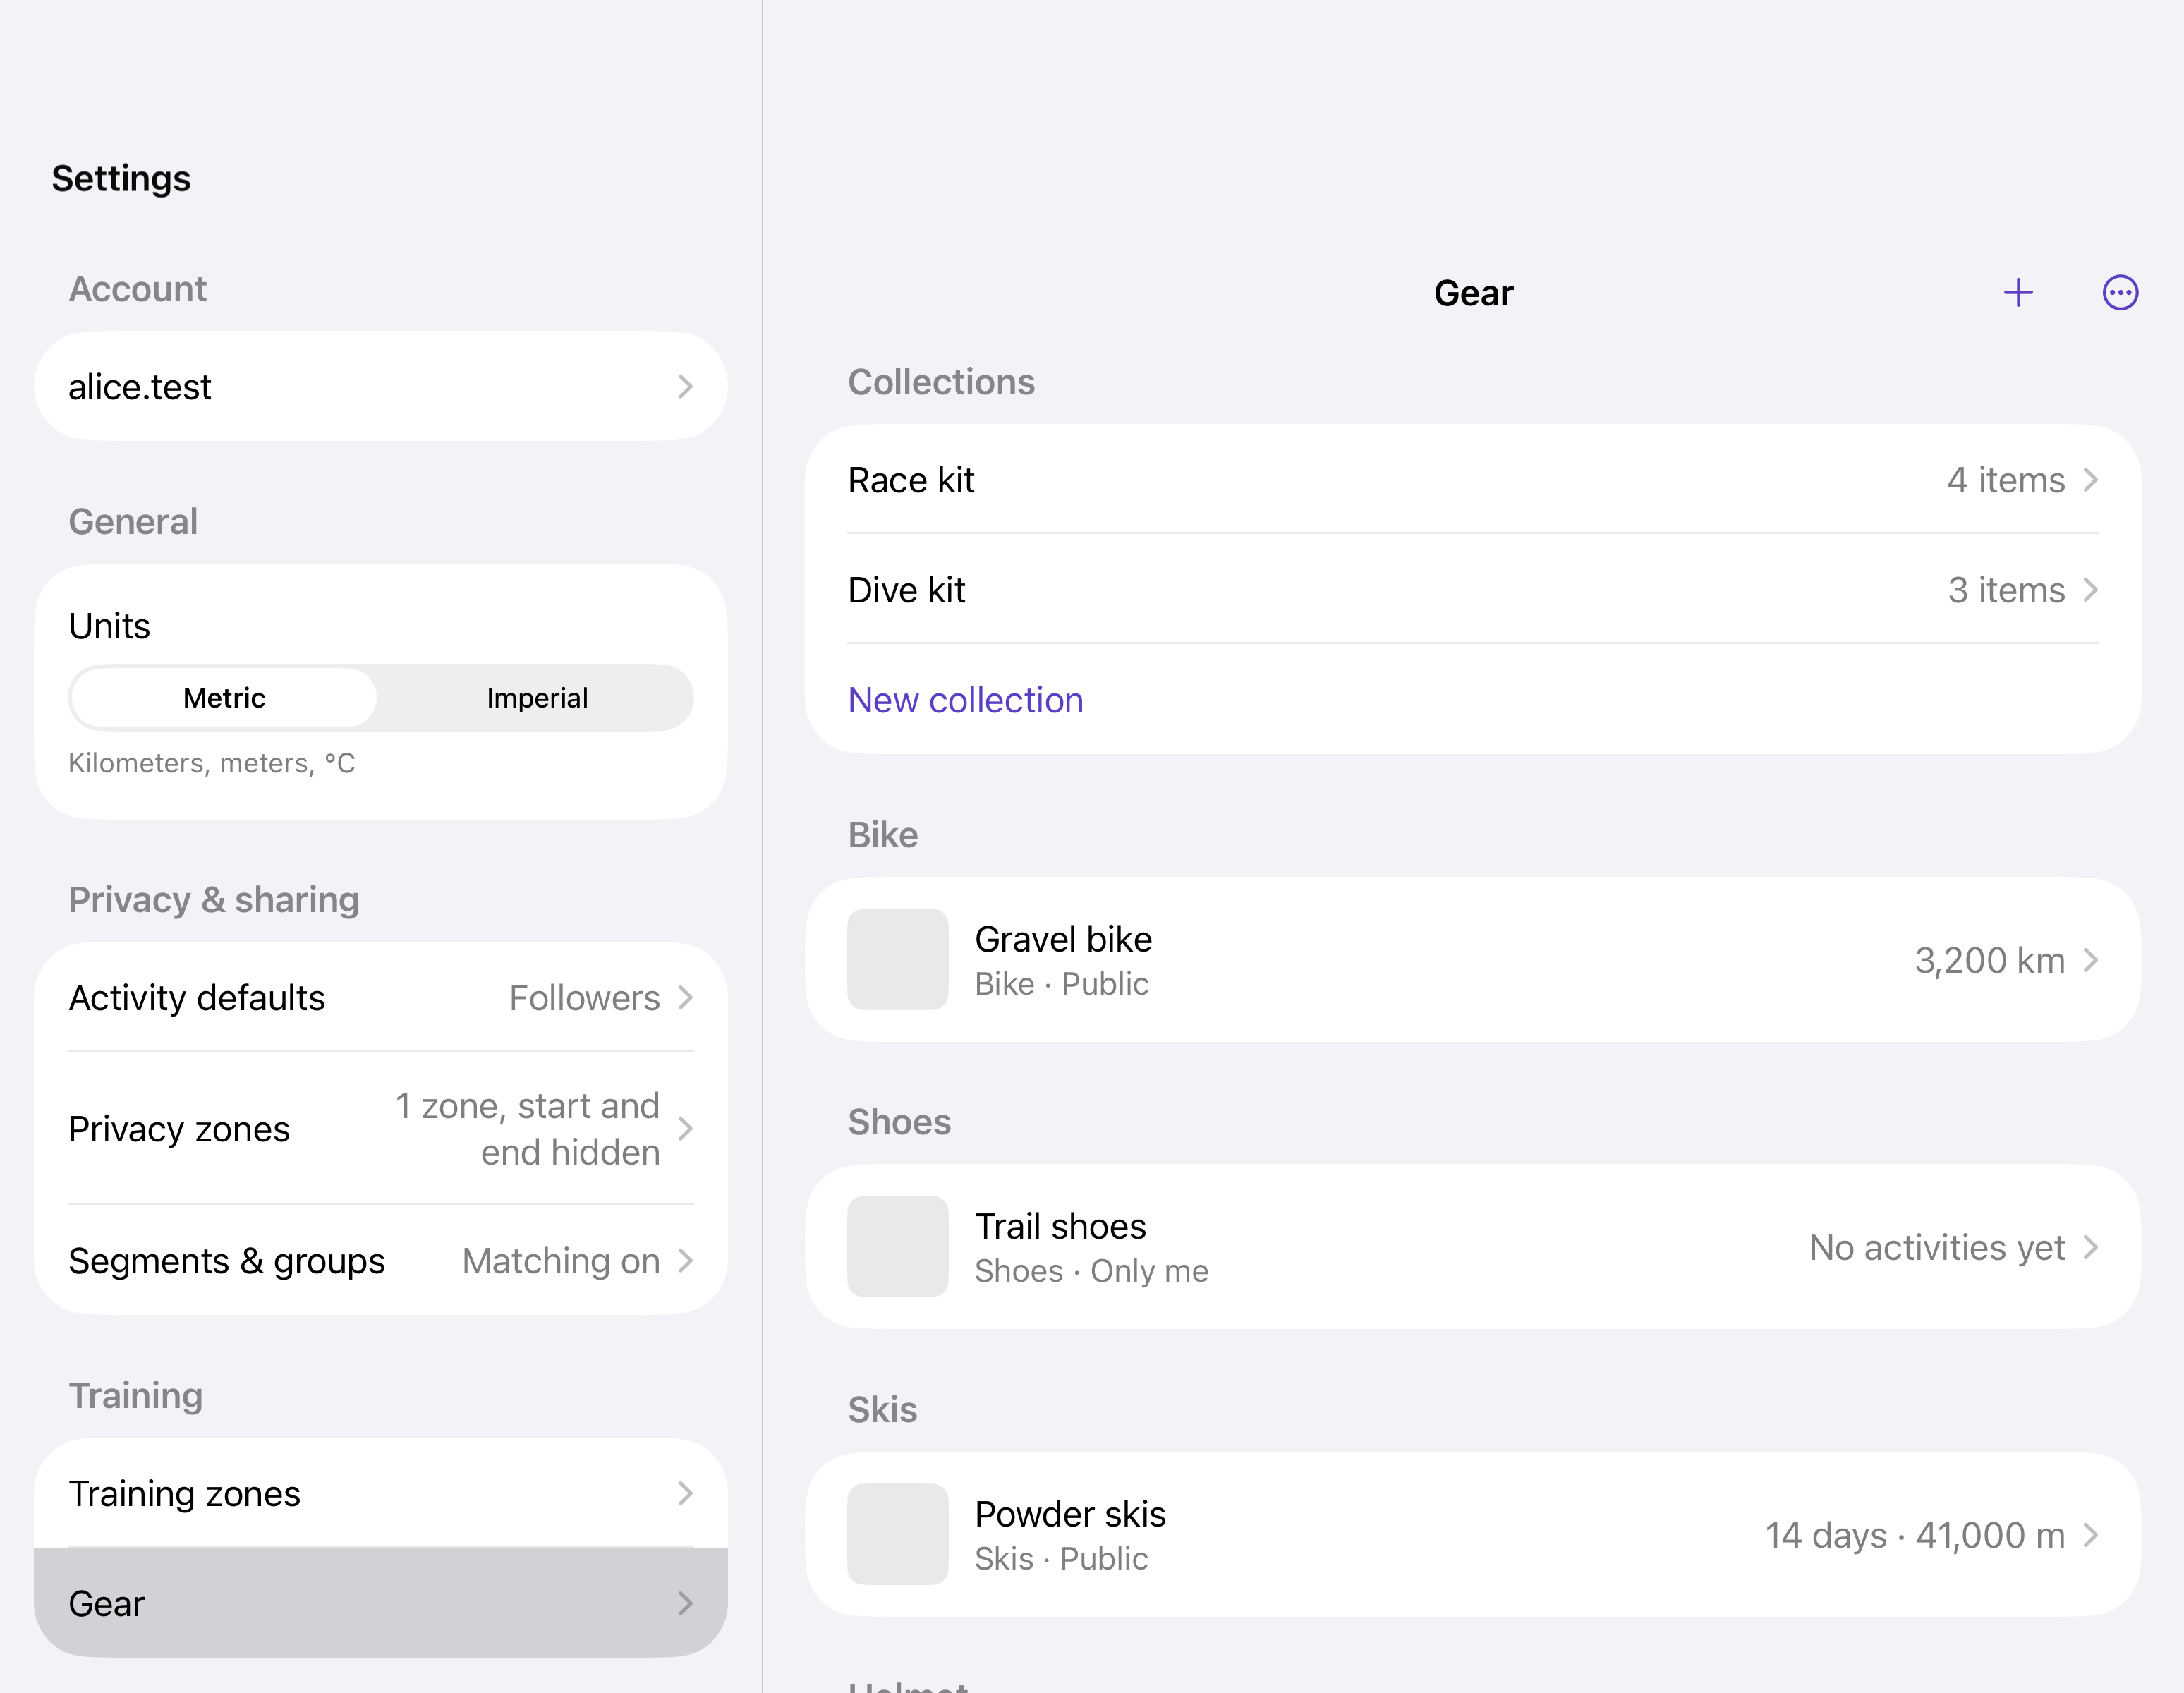 Settings
Account
alice.test
General
Units
Metric
Imperial
Kilometers, meters, °C
Privacy & sharing
Activity defaults
Followers
Privacy zones
1 zone, start and
end hidden
Segments & groups
Matching on
Training
Training zones
Gear
Gear
Collections
Race kit
4 items
Dive kit
3 items
New collection
Bike
Gravel bike
Bike · Public
3,200 km
Shoes
Trail shoes
Shoes · Only me
No activities yet
Skis
Powder skis
Skis · Public
14 days · 41,000 m
Helmet